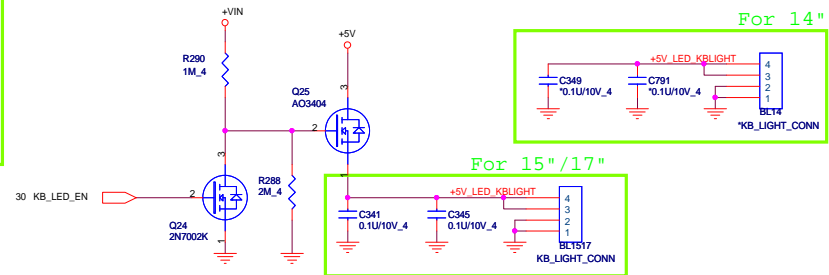 For 14"
+VIN
+5V
R290
1M_4
3
Q25
AO3404
2
1
3
R288
2M_4
30 KB_LED_EN
2
Q24
2N7002K
1
+5V_LED_KBLIGHT
C349
*0.1U/10V_4
C791
*0.1U/10V_4
4
3
2
1
BL14
*KB_LIGHT_CONN
For 15"/17"
+5V_LED_KBLIGHT
C341
0.1U/10V_4
C345
0.1U/10V_4
4
3
2
1
BL1517
KB_LIGHT_CONN